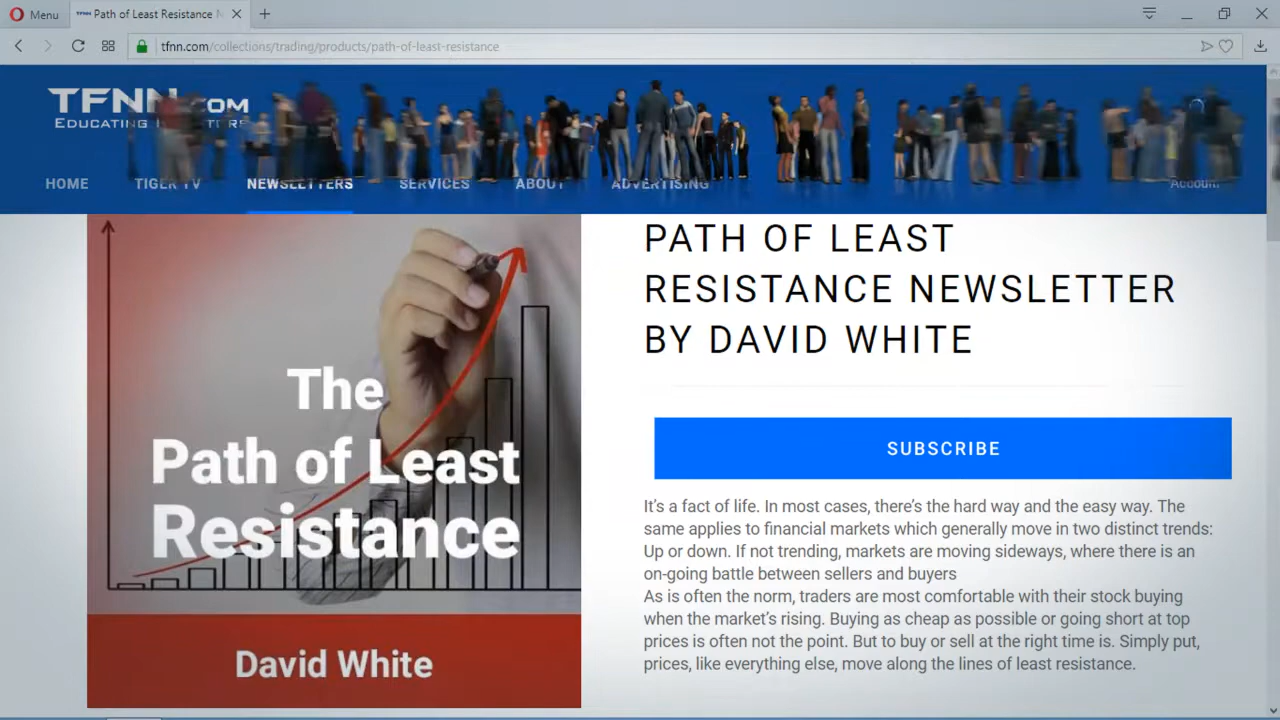 Menu
Path of Least Resistance
tfnn.com/collections/trading/products/path-of-least-resistance
TFNN.COM
EDUCATING INVESTORS
HOME TIGER TV NEWSLETTERS SERVICES ABOUT ADVERTISING Account
PATH OF LEAST
RESISTANCE NEWSLETTER
BY DAVID WHITE
The
Path of Least
Resistance
David White
SUBSCRIBE
It's a fact of life. In most cases, there's the hard way and the easy way. The
same applies to financial markets which generally move in two distinct trends:
Up or down. If not trending, markets are moving sideways, where there is an
on-going battle between sellers and buyers
As is often the norm, traders are most comfortable with their stock buying
when the market's rising. Buying as cheap as possible or going short at top
prices is often not the point. But to buy or sell at the right time is. Simply put,
prices, like everything else, move along the lines of least resistance.